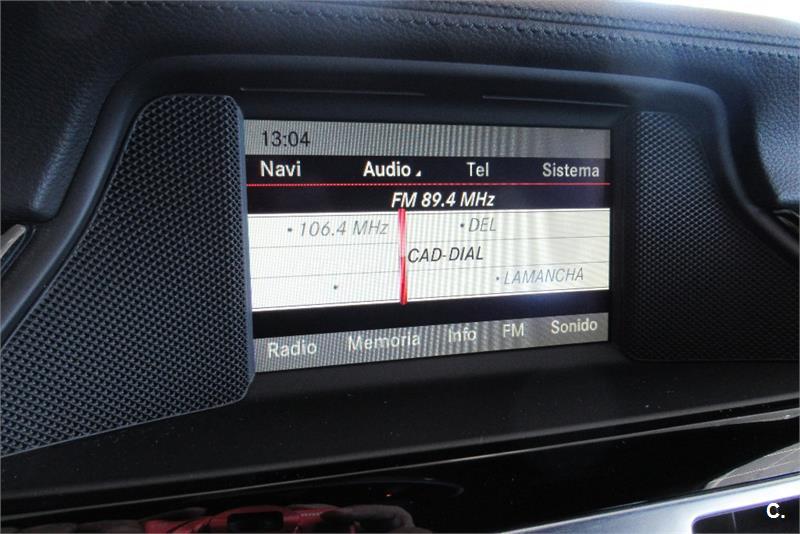 13:04
Navi Audio Tel Sistema
FM 89.4 MHz
• 106.4 MHz • DEL
CAD-DIAL
• • LAMANCHA
Radio Memoria Info FM Sonido
C.